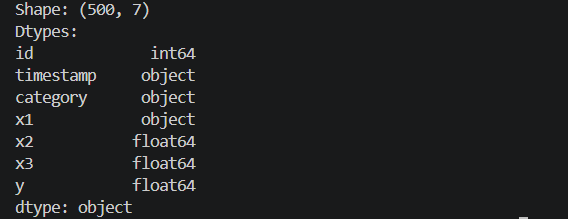 Shape: (500, 7)
Dtypes:
id             int64
timestamp     object
category      object
x1            object
x2           float64
x3           float64
y            float64
dtype: object